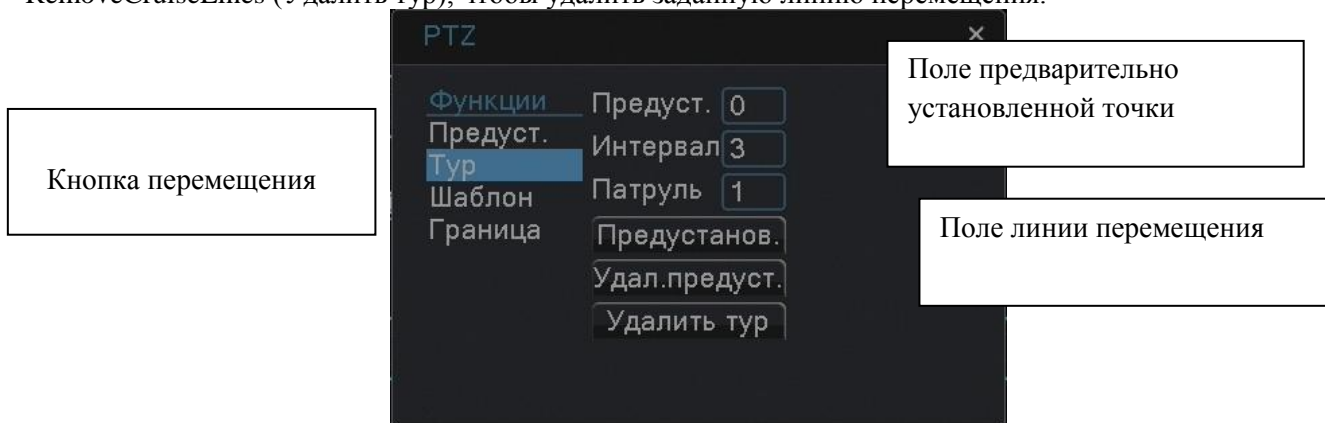 RemoveCruiseLines (Удалить тур), чтобы удалить заданную линию перемещения.
PTZ ×
Поле предварительно
установленной точки
Функции
Предуст. 0
Предуст.
Интервал 3
Тур
Кнопка перемещения
Шаблон
Патруль 1
Граница
Предустанов.
Поле линии перемещения
Удал.предуст.
Удалить тур